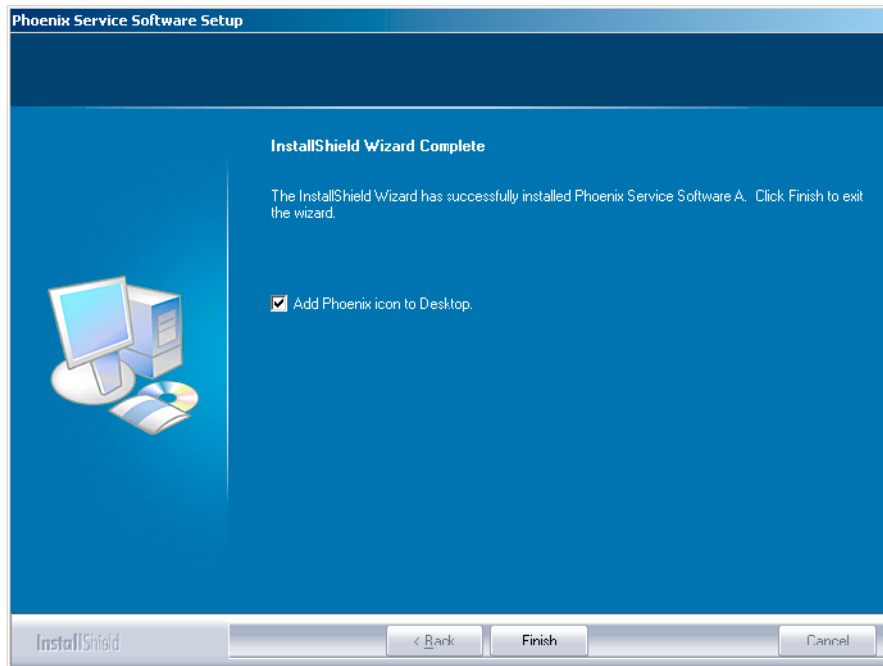 Phoenix Service Software Setup
InstallShield Wizard Complete
The InstallShield Wizard has successfully installed Phoenix Service Software A. Click Finish to exit
the wizard.
Add Phoenix icon to Desktop.
InstallShield
< Back
Finish
Cancel